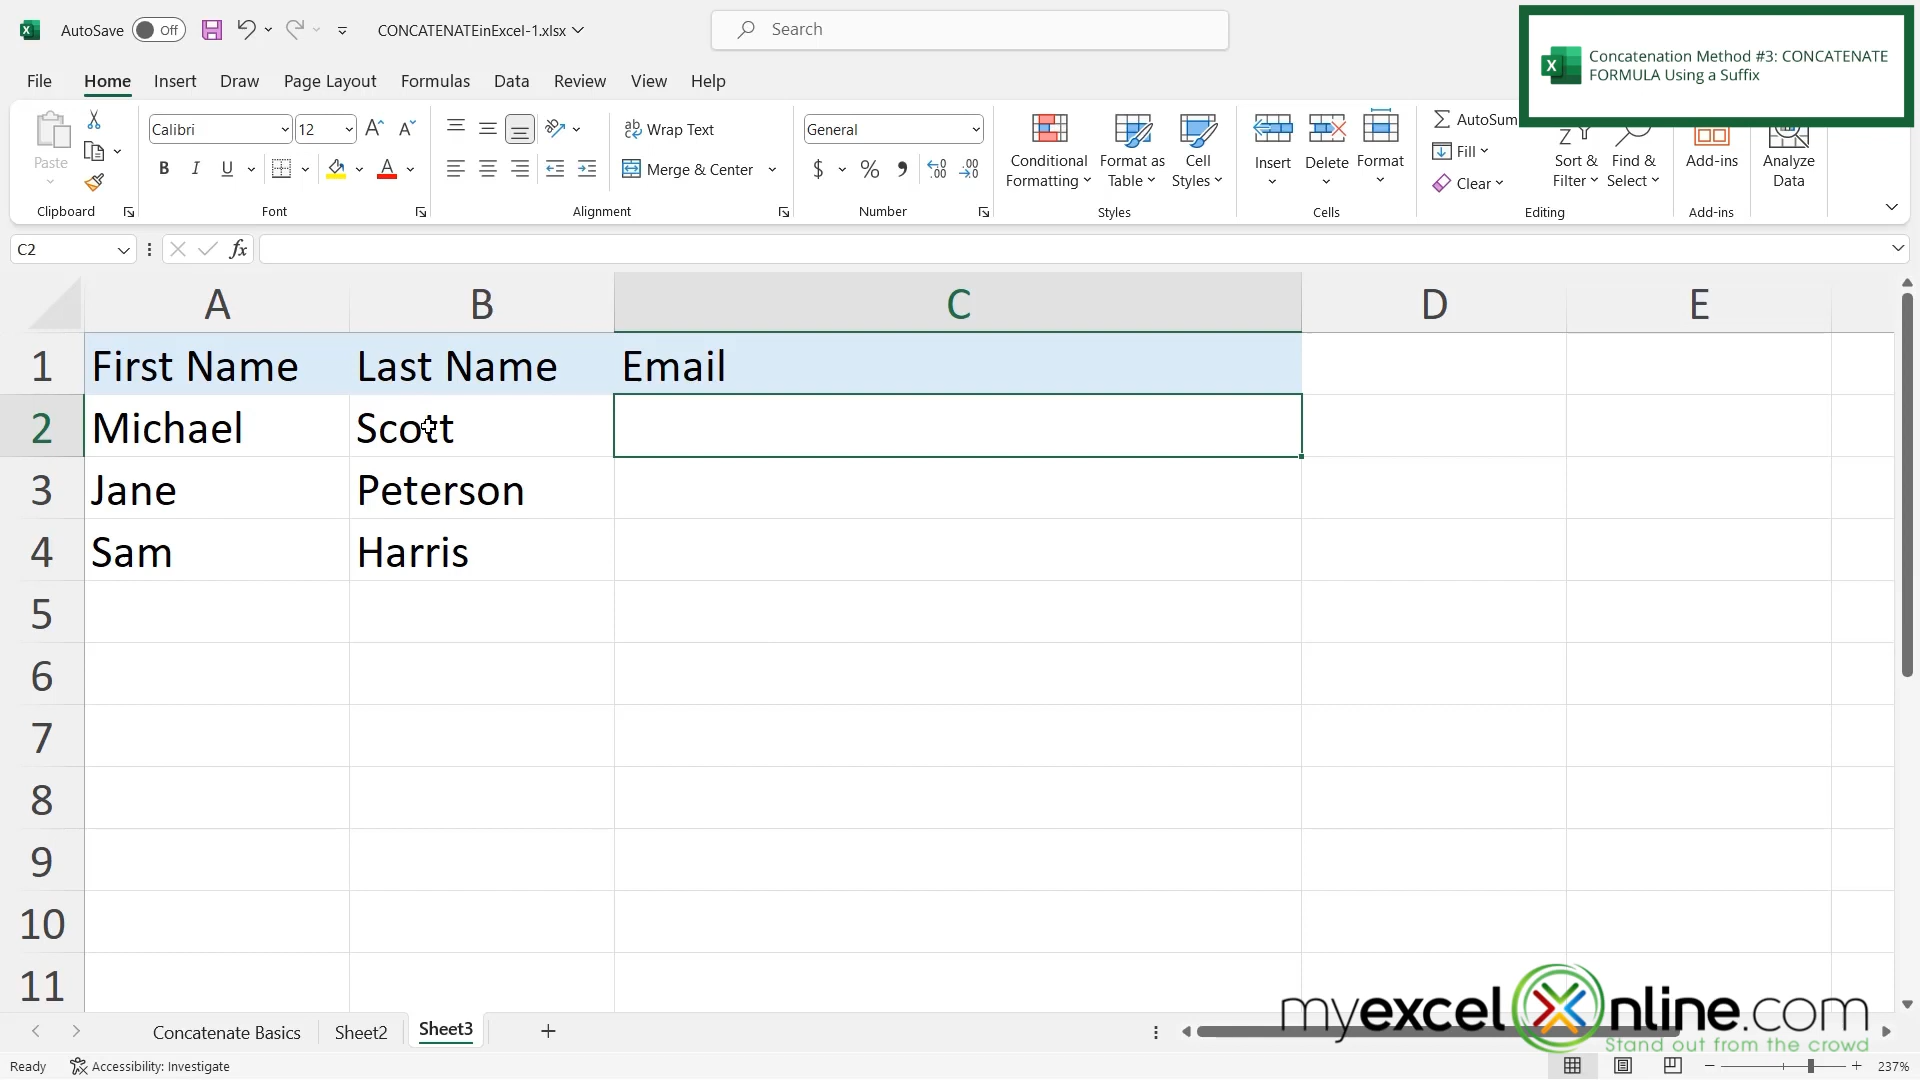 AutoSave Off CONCATENATEinExcel-1.xlsx Search
Concatenation Method #3: CONCATENATE
FORMULA Using a Suffix
File Home Insert Draw Page Layout Formulas Data Review View Help
Paste
Clipboard
Calibri 12
B I U
Font
Wrap Text
Merge & Center
Alignment
General
$ % 9 .00 .00
Number
Conditional
Formatting
Format as
Table
Cell
Styles
Styles
Insert Delete Format
Cells
AutoSum
Fill
Clear
Sort &
Filter
Find &
Select
Editing
Add-ins
Add-ins
Analyze
Data
C2 fx
A B C D E
1 First Name Last Name Email
2 Michael Scott
3 Jane Peterson
4 Sam Harris
5
6
7
8
9
10
11
myexcelonline.com
Stand out from the crowd
Concatenate Basics Sheet2 Sheet3
Ready Accessibility: Investigate 237%